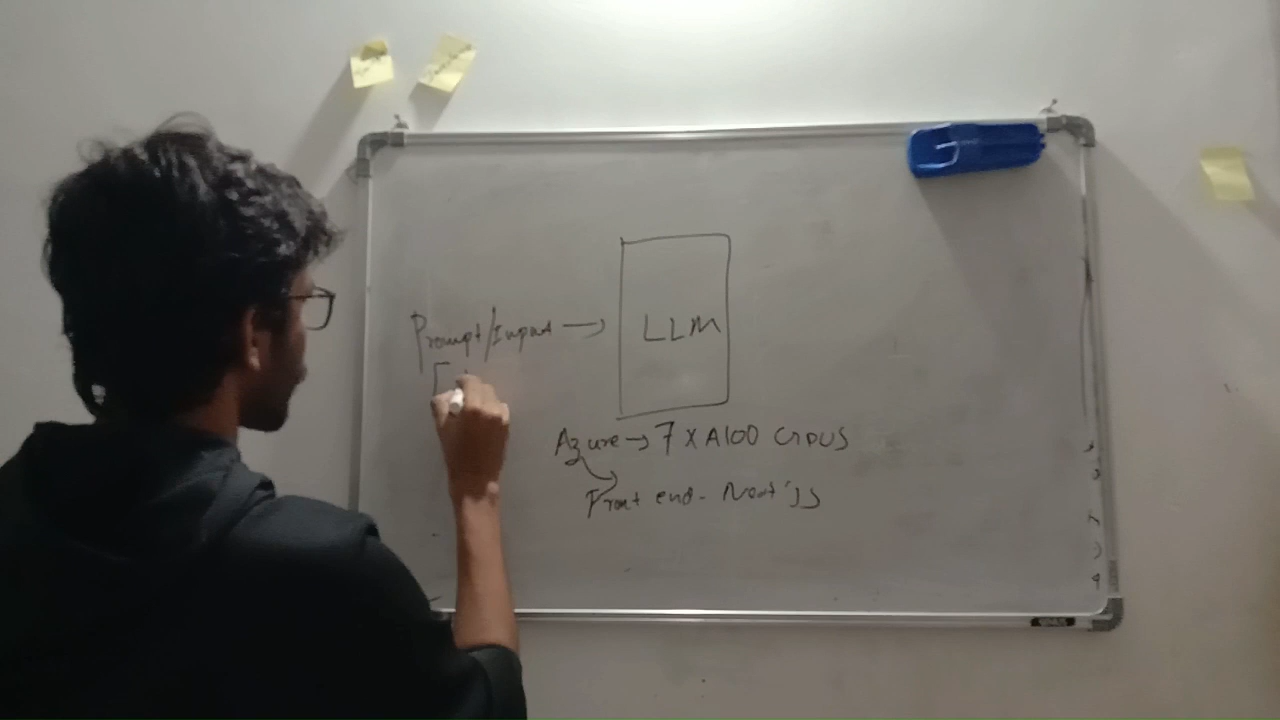 Prompt/Input →
LLM
Azure → 7 X A100 GPUS
Front end - Next'JS